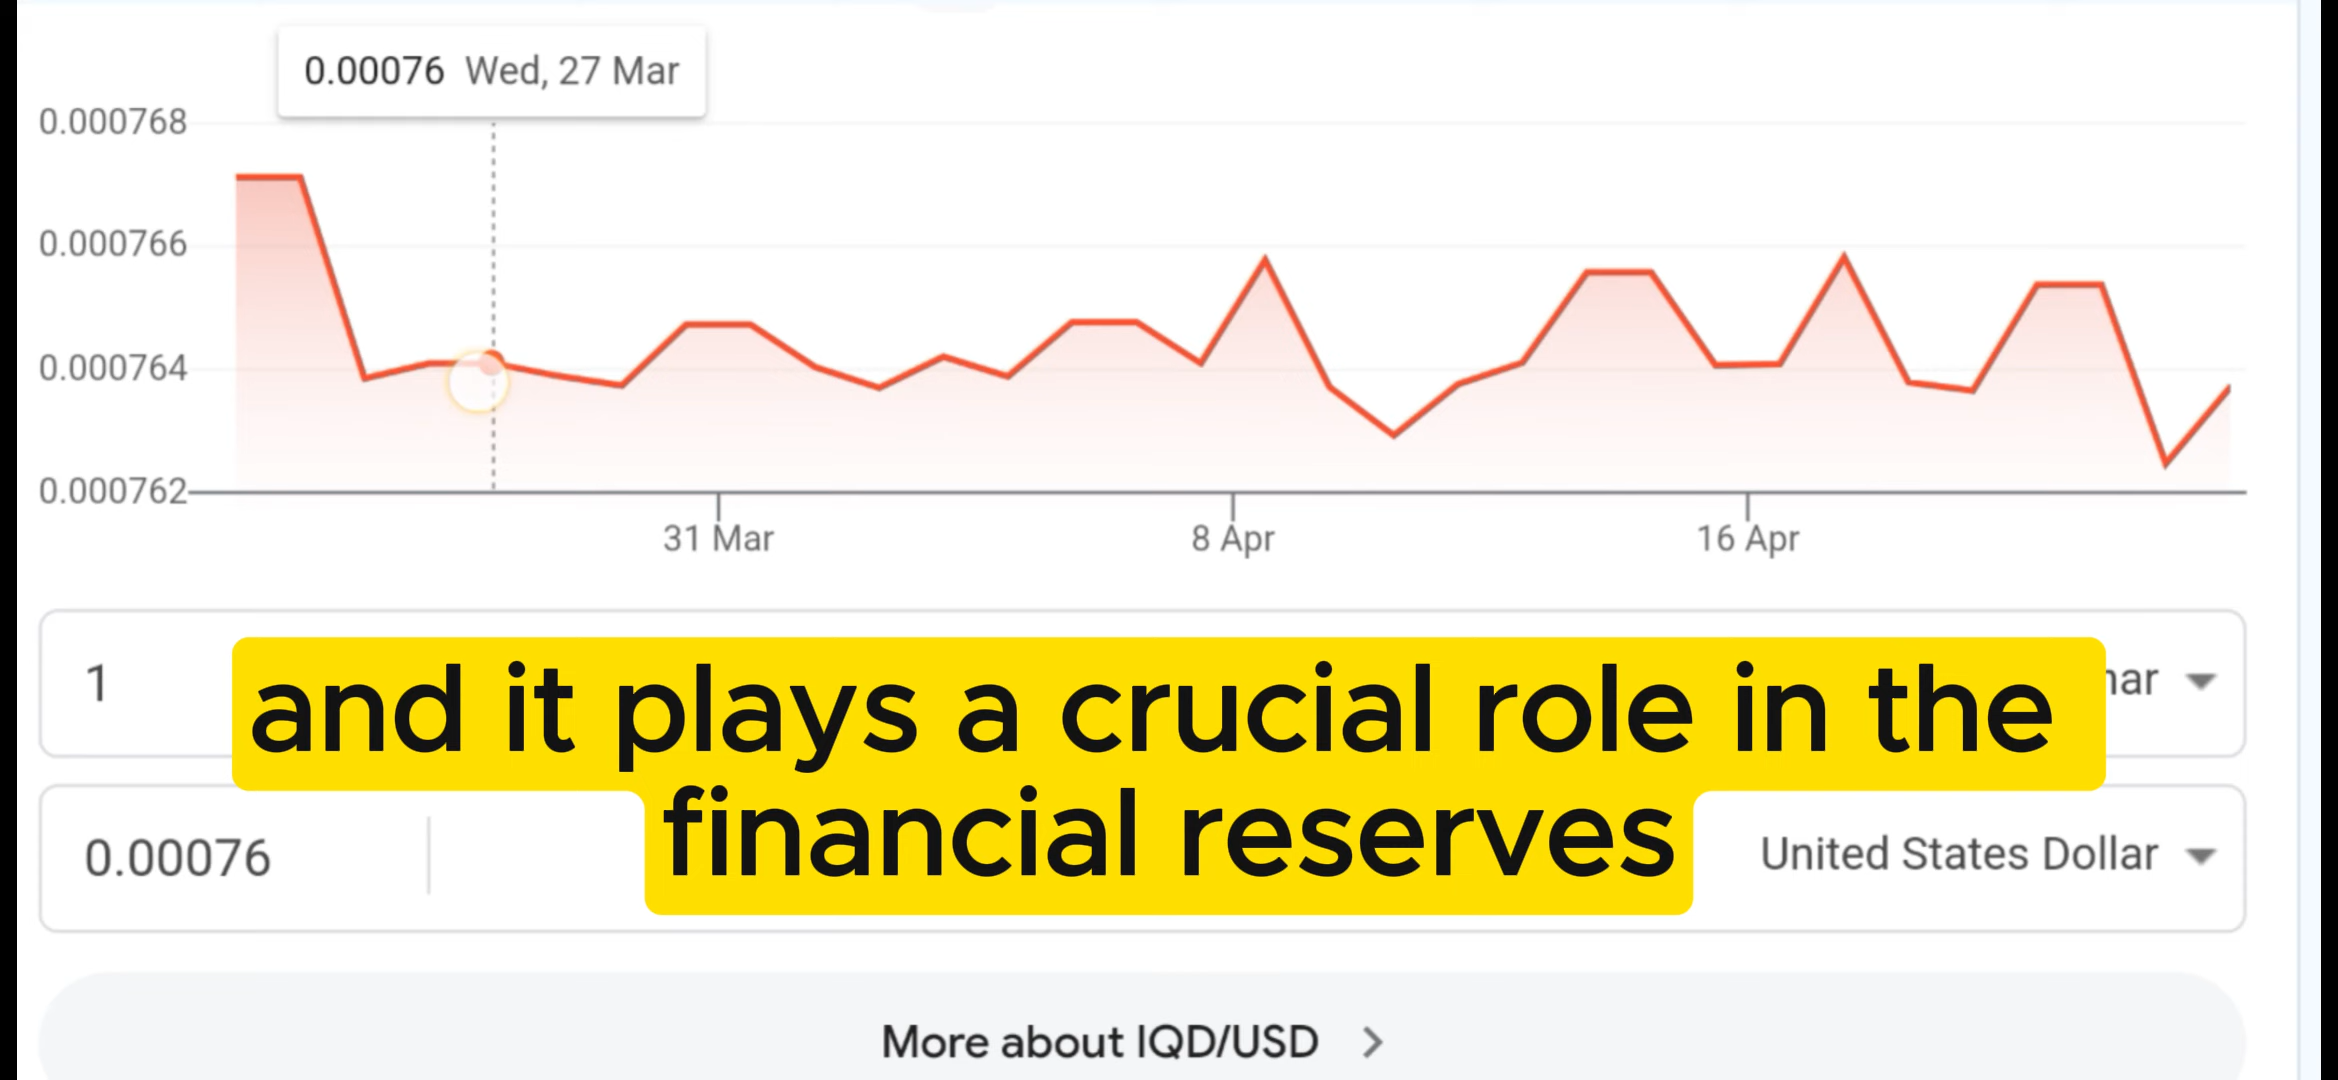 0.00076 Wed, 27 Mar
0.000768
0.000766
0.000764
0.000762
31 Mar 8 Apr 16 Apr
1
and it plays a crucial role in the
financial reserves
0.00076 United States Dollar
More about IQD/USD